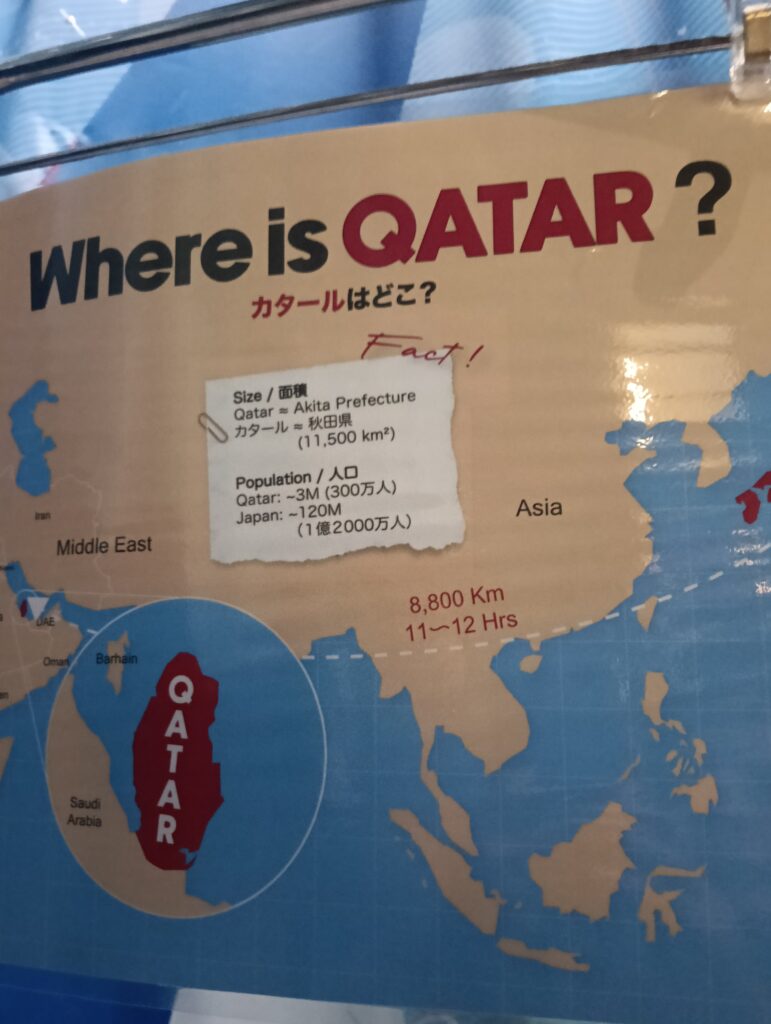 Where is QATAR ?
カタールはどこ?
Fact!
Size / 面積
Qatar ≈ Akita Prefecture
カタール ≈ 秋田県
(11,500 km²)
Population / 人口
Qatar: ~3M (300万人)
Japan: ~120M
(1億2000万人)
Iran
Middle East
Asia
8,800 Km
11〜12 Hrs
UAE
Oman
Barhain
QATAR
Saudi
Arabia